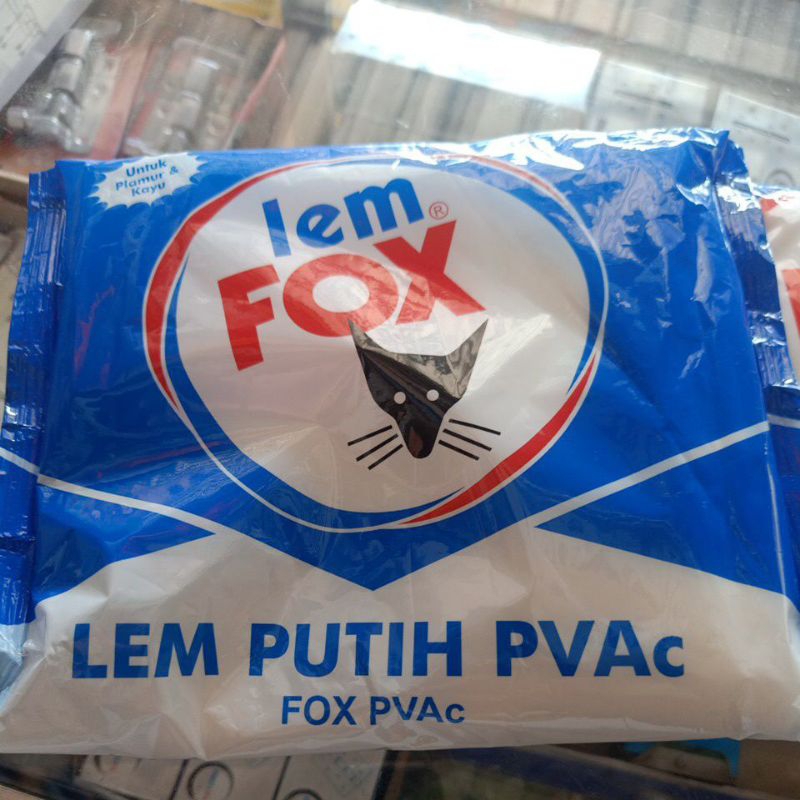 Untuk
Plamur &
Kayu
lem®
FOX
LEM PUTIH PVAc
FOX PVAc